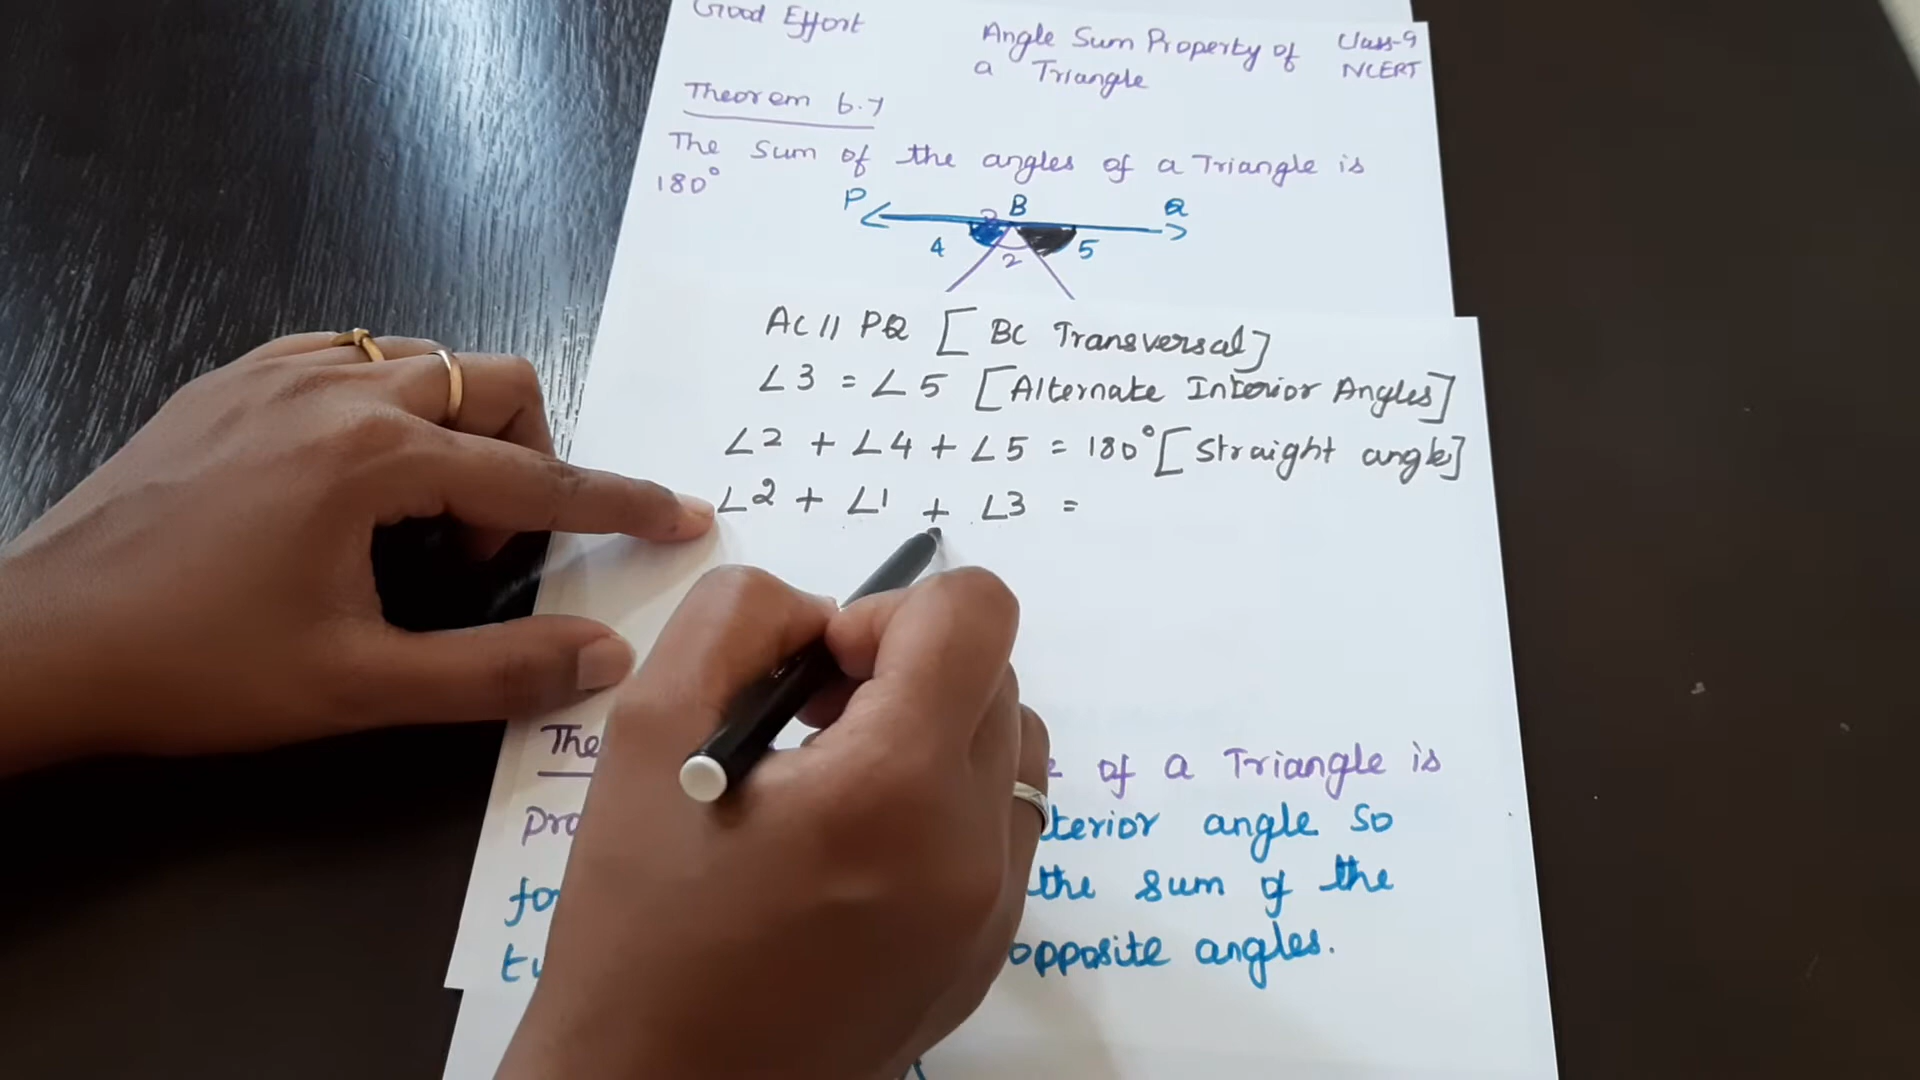 Good Effort
Angle Sum Property of
a Triangle
Class-9
NCERT
Theorem 6.7
The Sum of the angles of a Triangle is
180°
P B Q
4 2 5
AC // PQ [BC Transversal]
∠3 = ∠5 [Alternate Interior Angles]
∠2 + ∠4 + ∠5 = 180° [Straight angle]
∠2 + ∠1 + ∠3 =
of a Triangle is
angle so
the sum of the
opposite angles.